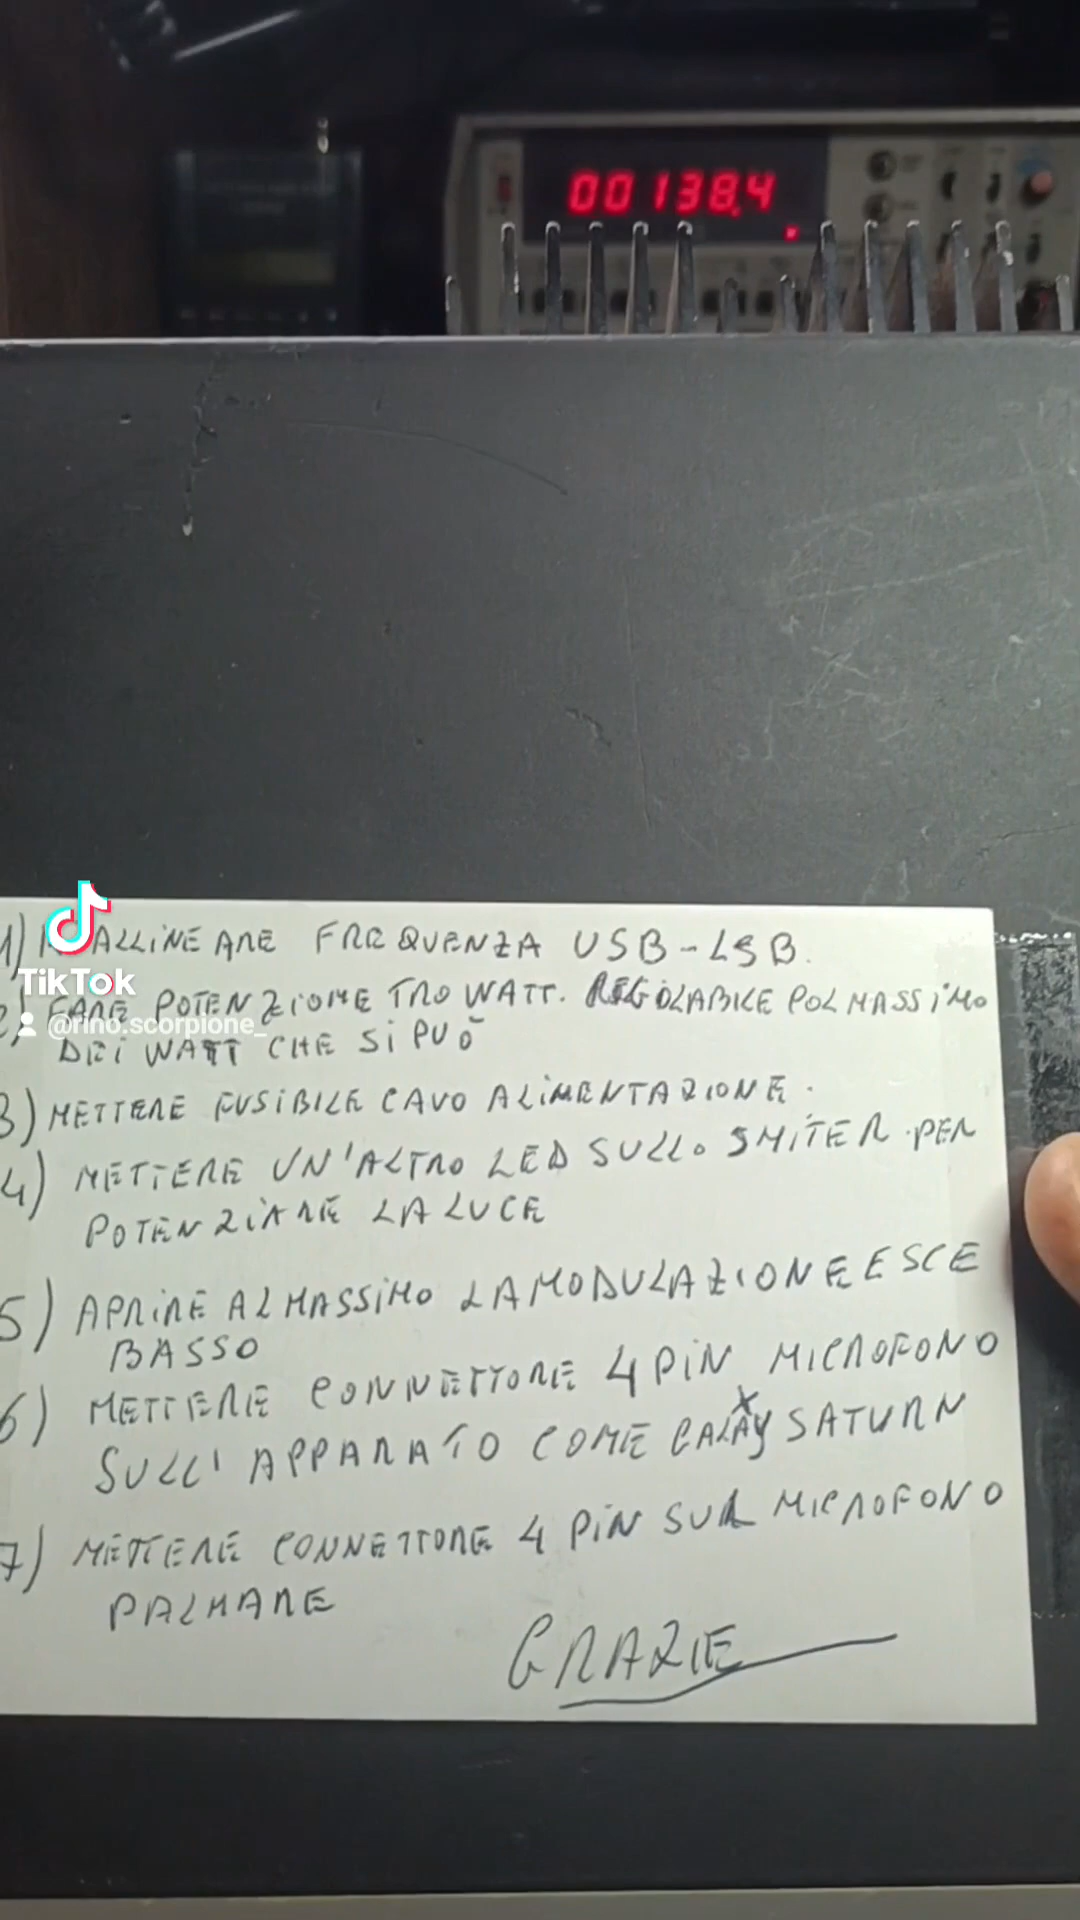 00138.4
1) ALLINEARE FREQUENZA USB-LSB.
TikTok
2) FARE POTENZIOMETRO WATT. REGOLABILE POL MASSIMO
@rino.scorpione_
DEI WATT CHE SI PUÒ
3) METTERE FUSIBILE CAVO ALIMENTAZIONE.
4) METTERE UN'ALTRO LED SULLO SMITER. PER
POTENZIARE LA LUCE
5) APRIRE AL MASSIMO LA MODULAZIONE E ESCE
BASSO
6) METTERE CONNETTORE 4 PIN MICROFONO
SULL' APPARATO COME GALAXY SATURN
7) METTERE CONNETTORE 4 PIN SUL MICROFONO
PALMARE
GRAZIE